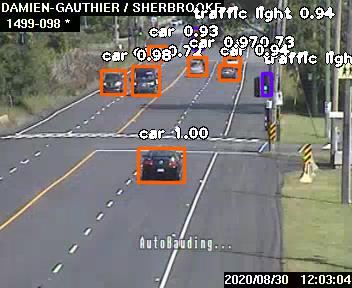 DAMIEN-GAUTHIER / SHERBROOKE
traffic light 0.94
1499-098 *
car 0.93
car 0.98
car 0.97
0.73
car 0.94
traffic ligh
car 1.00
AutoBauding...
2020/08/30 12:03:04